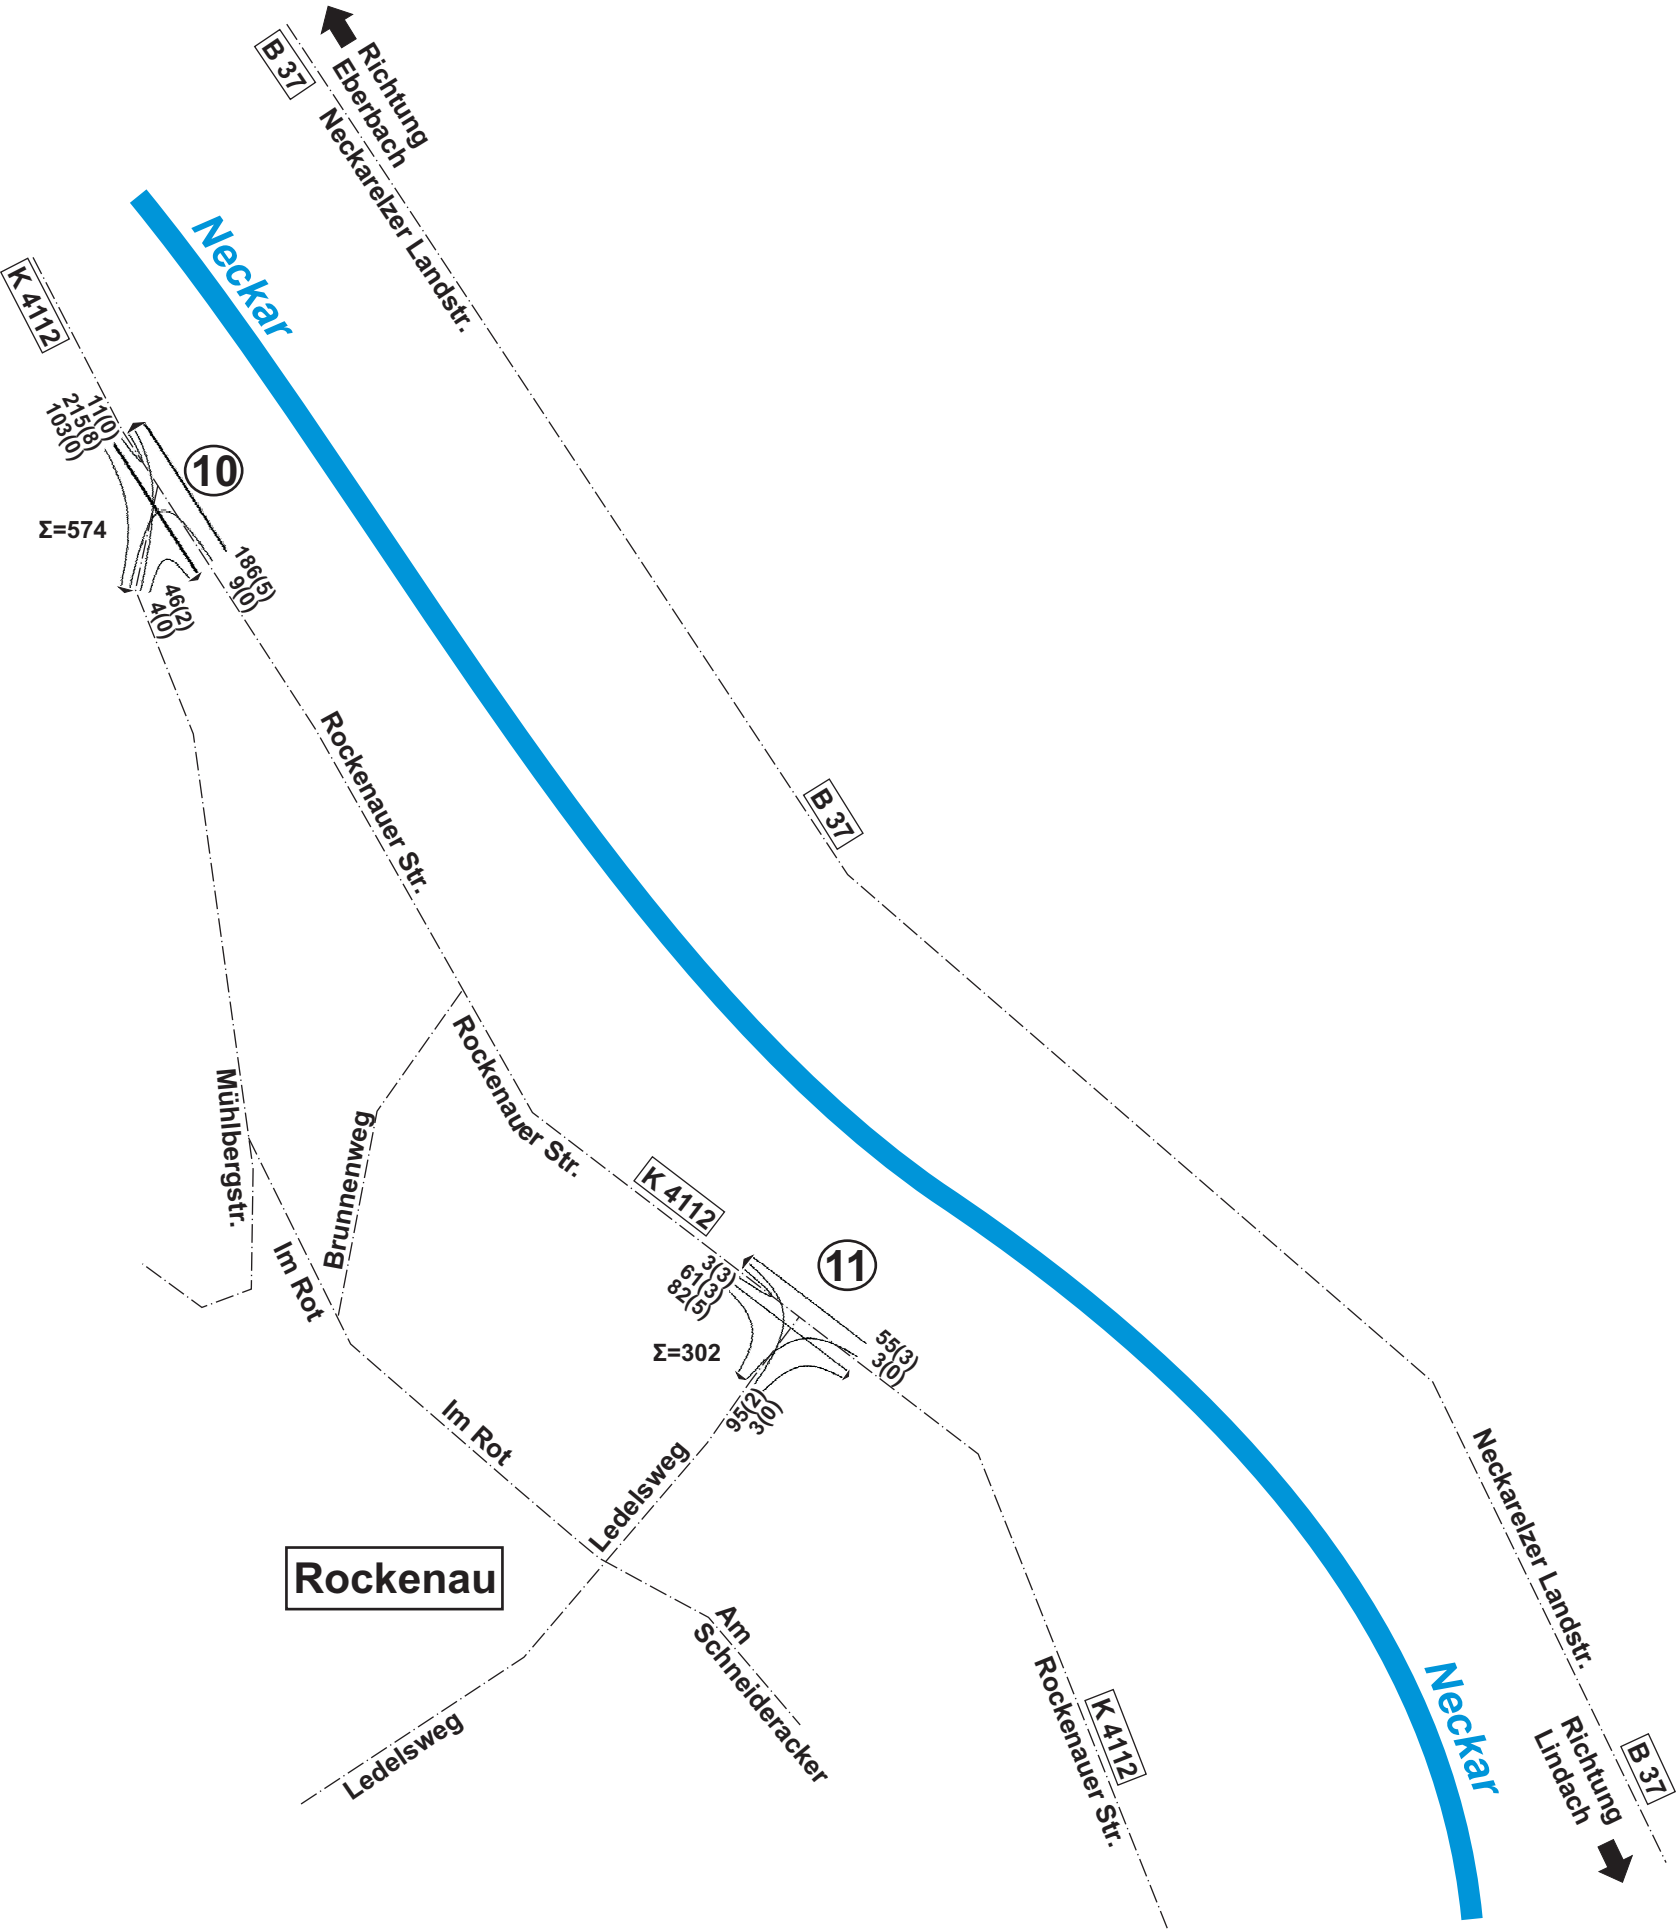 B 37
Richtung
Eberbach
Neckarelzer Landstr.
Neckar
K 4112
11(0)
215(8)
103(0)
10
Σ=574
186(5)
9(0)
46(2)
4(0)
Rockenauer Str.
B 37
Mühlbergstr.
Brunnenweg
Rockenauer Str.
K 4112
Im Rot
11
3(3)
61(3)
82(5)
Σ=302
55(3)
3(0)
95(2)
3(0)
Im Rot
Ledelsweg
Neckarelzer Landstr.
Rockenau
Am
Schneideracker
Ledelsweg
Rockenauer Str.
K 4112
Neckar
Richtung
Lindach
B 37